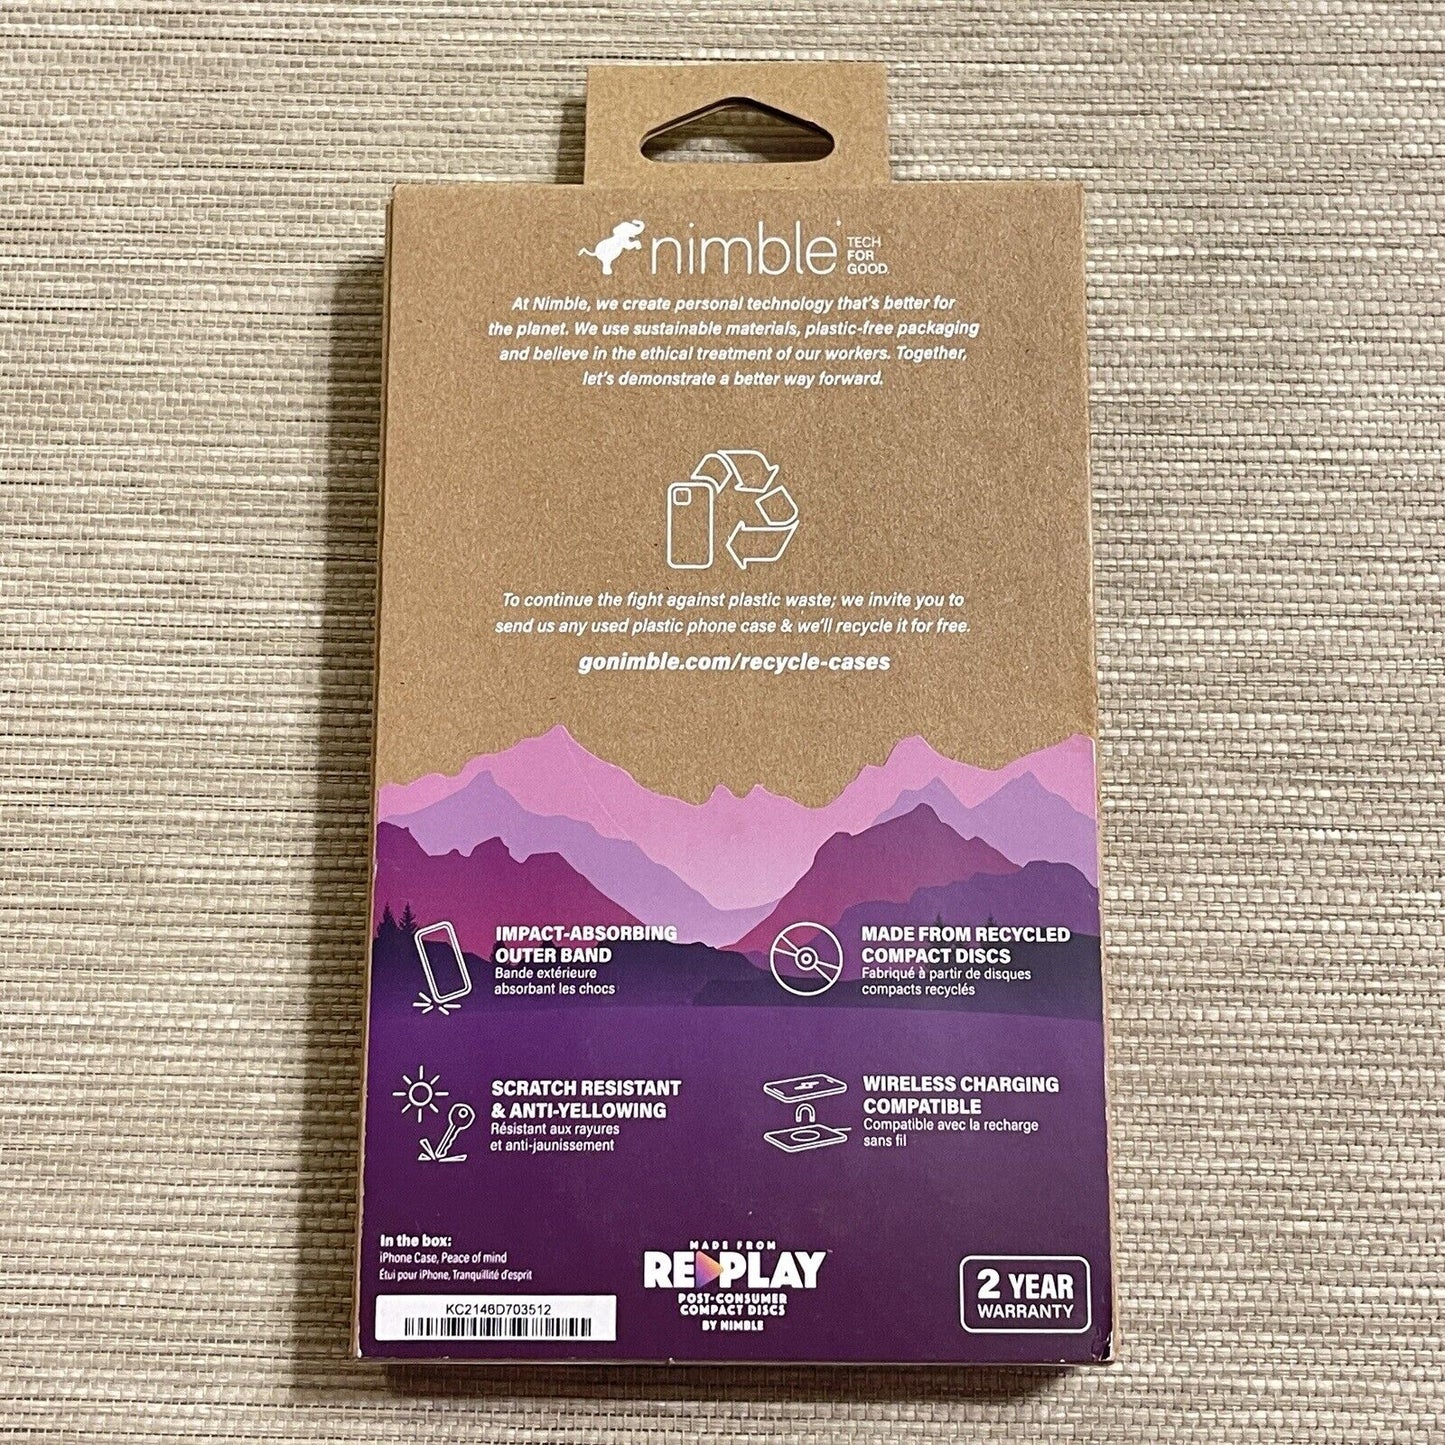 nimble TECH
FOR
GOOD.
At Nimble, we create personal technology that's better for
the planet. We use sustainable materials, plastic-free packaging
and believe in the ethical treatment of our workers. Together,
let's demonstrate a better way forward.
To continue the fight against plastic waste; we invite you to
send us any used plastic phone case & we'll recycle it for free.
gonimble.com/recycle-cases
IMPACT-ABSORBING
OUTER BAND
Bande extérieure
absorbant les chocs
MADE FROM RECYCLED
COMPACT DISCS
Fabriqué à partir de disques
compacts recyclés
SCRATCH RESISTANT
& ANTI-YELLOWING
Résistant aux rayures
et anti-jaunissement
WIRELESS CHARGING
COMPATIBLE
Compatible avec la recharge
sans fil
In the box:
iPhone Case, Peace of mind
Étui pour iPhone, Tranquillité d'esprit
KC2146D703512
MADE FROM
REPLAY™
POST-CONSUMER
COMPACT DISCS
BY NIMBLE
2 YEAR
WARRANTY